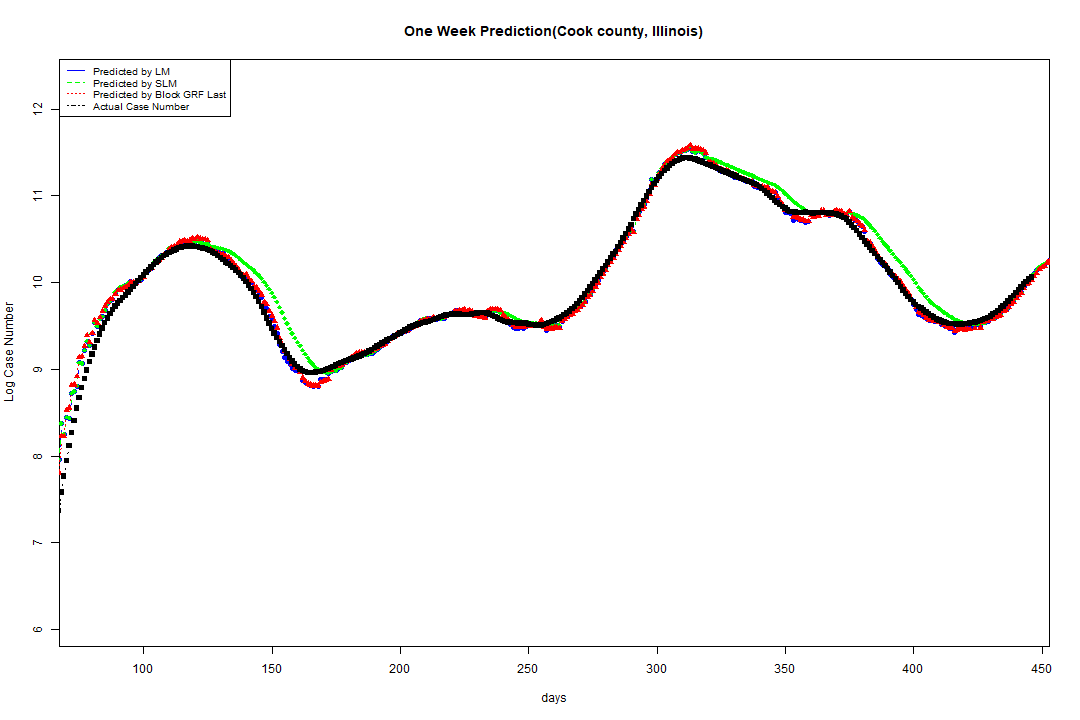 One Week Prediction(Cook county, Illinois)
Predicted by LM
Predicted by SLM
Predicted by Block GRF Last
Actual Case Number
Log Case Number
12
11
10
9
8
7
6
100 150 200 250 300 350 400 450
days